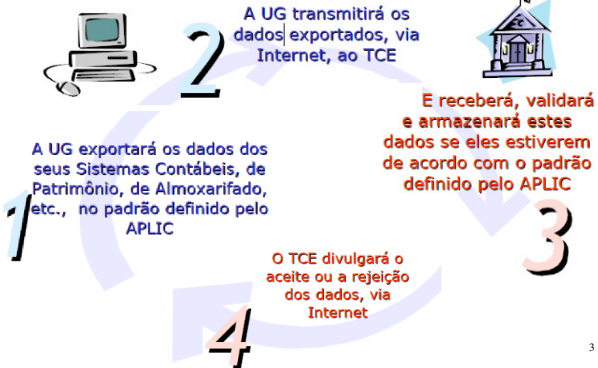 1
A UG exportará os dados dos
seus Sistemas Contábeis, de
Patrimônio, de Almoxarifado,
etc., no padrão definido pelo
APLIC
2
A UG transmitirá os
dados exportados, via
Internet, ao TCE
E receberá, validará
e armazenará estes
dados se eles estiverem
de acordo com o padrão
definido pelo APLIC
3
O TCE divulgará o
aceite ou a rejeição
dos dados, via
Internet
4
3